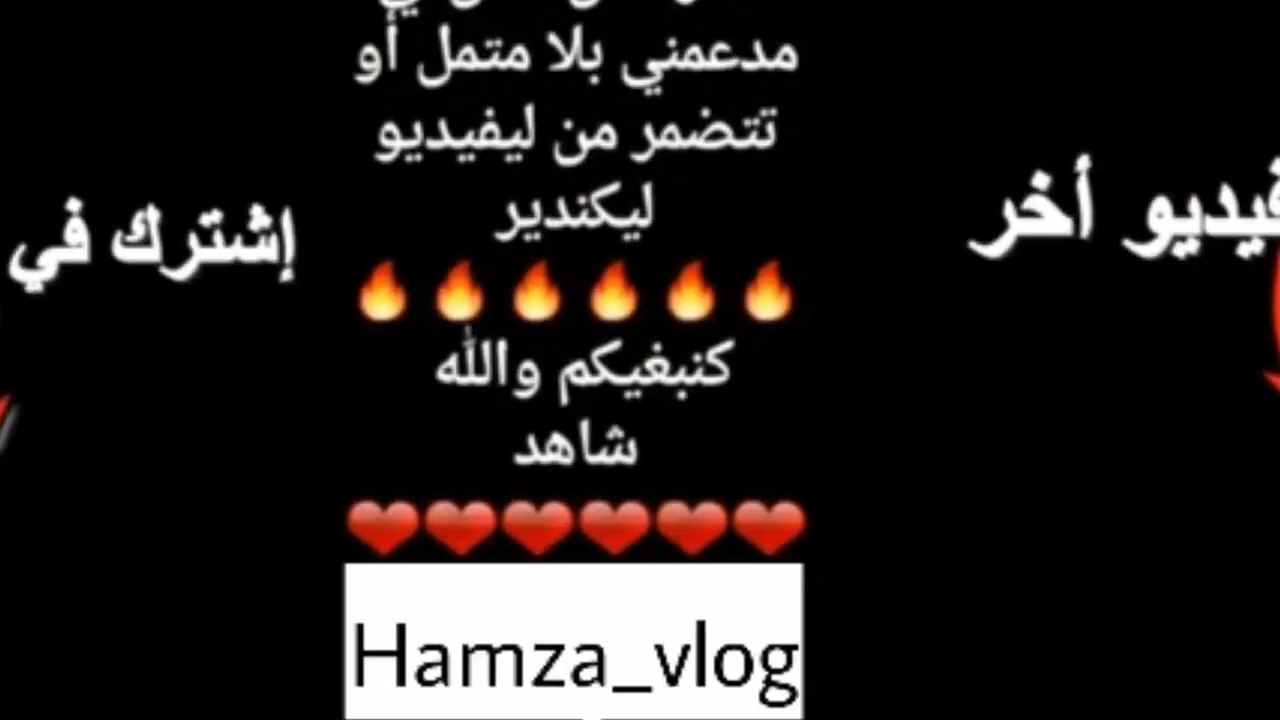 مدعمني بلا متمل أو
تتضمر من ليفيديو
ليكندير
🔥🔥🔥🔥🔥🔥
كنبغيكم والله
شاهد
❤️❤️❤️❤️❤️❤️
Hamza_vlog
فيديو أخر
إشترك في